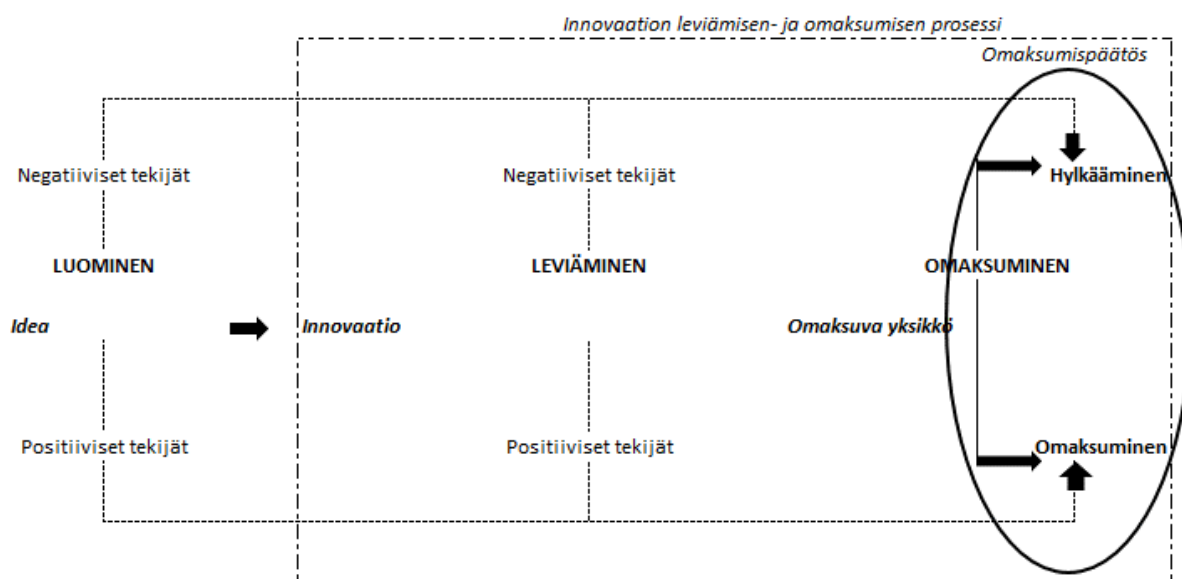 Innovaation leviämisen- ja omaksumisen prosessi
Omaksumispäätös
Negatiiviset tekijät
Negatiiviset tekijät
Hylkääminen
LUOMINEN
LEVIÄMINEN
OMAKSUMINEN
Idea
Innovaatio
Omaksuva yksikkö
Positiiviset tekijät
Positiiviset tekijät
Omaksuminen